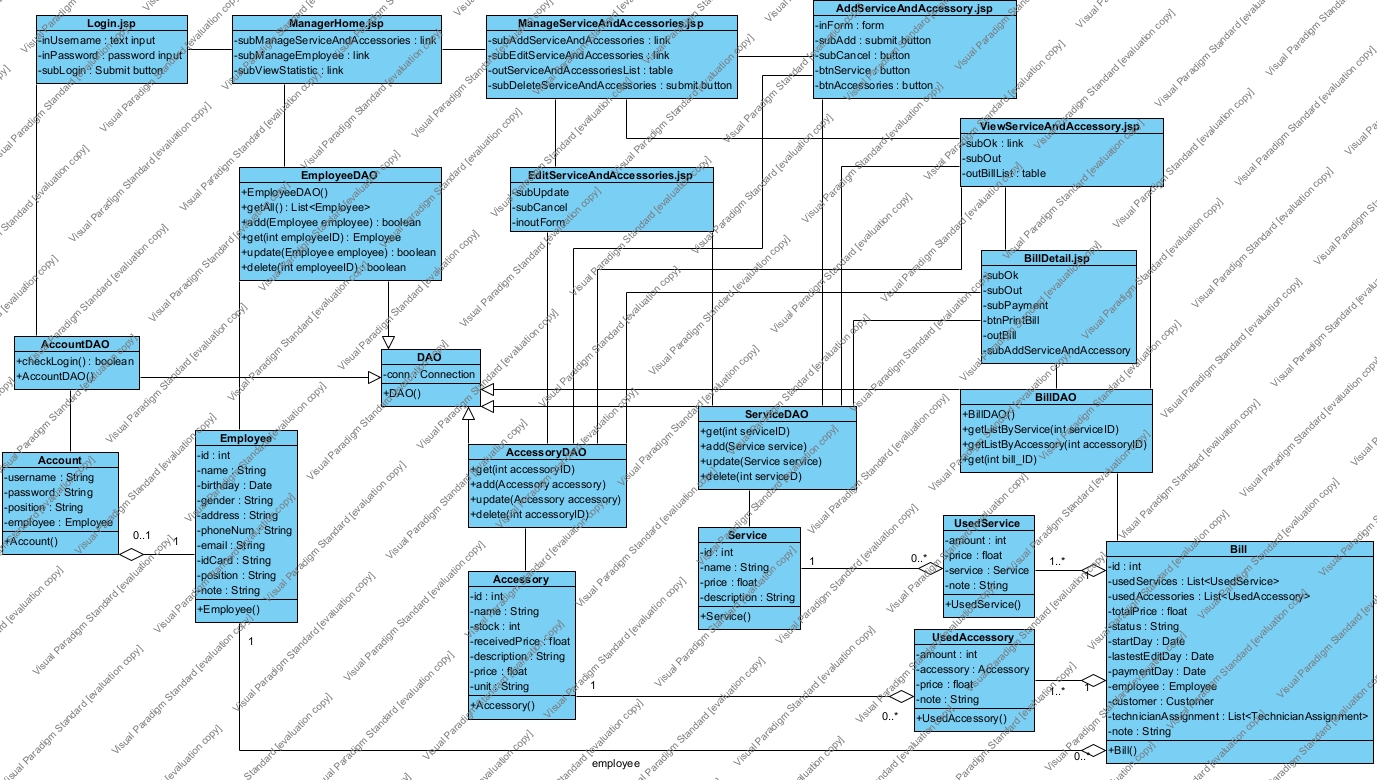 Login.jsp
-inUsername : text input
-inPassword : password input
-subLogin : Submit button
ManagerHome.jsp
-subManageServiceAndAccessories : link
-subManageEmployee : link
-subViewStatistic : link
ManageServiceAndAccessories.jsp
-subAddServiceAndAccessories : link
-subEditServiceAndAccessories : link
-outServiceAndAccessoriesList : table
-subDeleteServiceAndAccessories : submit button
AddServiceAndAccessory.jsp
-inForm : form
-subAdd : submit button
-subCancel : button
-btnService : button
-btnAccessories : button
ViewServiceAndAccessory.jsp
-subOk : link
-subOut
-outBillList : table
EmployeeDAO
+EmployeeDAO()
+getAll() : List<Employee>
+add(Employee employee) : boolean
+get(int employeeID) : Employee
+update(Employee employee) : boolean
+delete(int employeeID) : boolean
EditServiceAndAccessories.jsp
-subUpdate
-subCancel
-inoutForm
BillDetail.jsp
-subOk
-subOut
-subPayment
-btnPrintBill
-outBill
-subAddServiceAndAccessory
AccountDAO
+checkLogin() : boolean
+AccountDAO()
DAO
-conn : Connection
+DAO()
BillDAO
+BillDAO()
+getListByService(int serviceID)
+getListByAccessory(int accessoryID)
+get(int bill_ID)
ServiceDAO
+get(int serviceID)
+add(Service service)
+update(Service service)
+delete(int serviceD)
AccessoryDAO
+get(int accessoryID)
+add(Accessory accessory)
+update(Accessory accessory)
+delete(int accessoryID)
Account
-username : String
-password : String
-position : String
-employee : Employee
+Account()
0..1
1
Employee
-id : int
-name : String
-birthday : Date
-gender : String
-address : String
-phoneNum : String
-email : String
-idCard : String
-position : String
-note : String
+Employee()
1
Accessory
-id : int
-name : String
-stock : int
-receivedPrice : float
-description : String
-price : float
-unit : String
+Accessory()
1
0..*
Service
-id : int
-name : String
-price : float
-description : String
+Service()
1
0..*
UsedService
-amount : int
-price : float
-service : Service
-note : String
+UsedService()
1..*
1
UsedAccessory
-amount : int
-accessory : Accessory
-price : float
-note : String
+UsedAccessory()
1..*
1
Bill
-id : int
-usedServices : List<UsedService>
-usedAccessories : List<UsedAccessory>
-totalPrice : float
-status : String
-startDay : Date
-lastestEditDay : Date
-paymentDay : Date
-employee : Employee
-customer : Customer
-technicianAssignment : List<TechnicianAssignment>
-note : String
+Bill()
0..*
employee
Visual Paradigm Standard [evaluation copy]